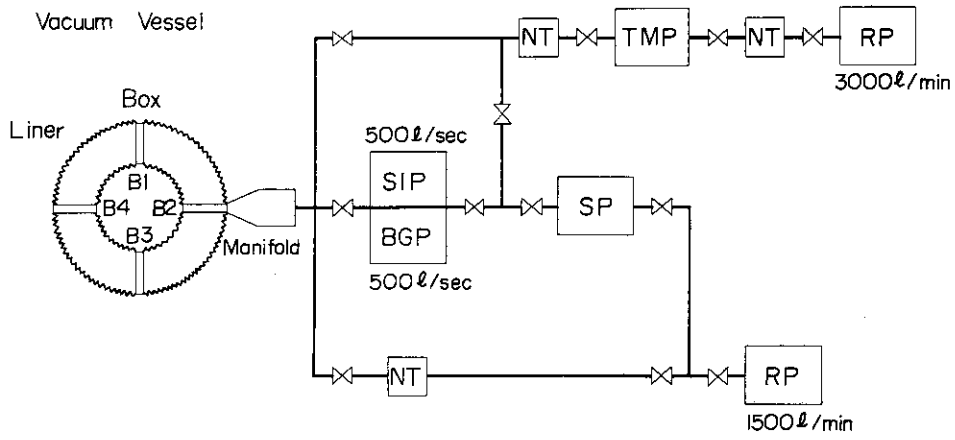 Vacuum Vessel
NT
TMP
NT
RP
3000ℓ/min
Box
Liner
500ℓ/sec
B1
SIP
B4
B2
SP
BGP
B3
Manifold
500ℓ/sec
NT
RP
1500ℓ/min